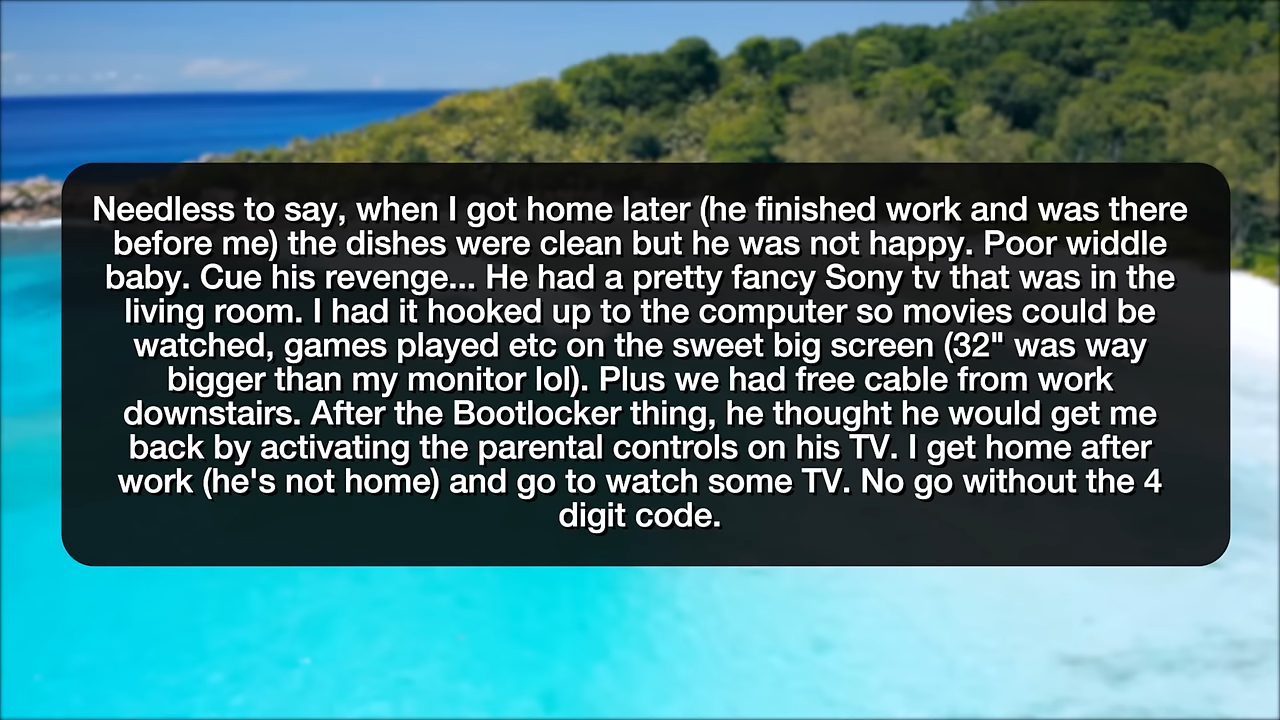 Needless to say, when I got home later (he finished work and was there
before me) the dishes were clean but he was not happy. Poor widdle
baby. Cue his revenge... He had a pretty fancy Sony tv that was in the
living room. I had it hooked up to the computer so movies could be
watched, games played etc on the sweet big screen (32" was way
bigger than my monitor lol). Plus we had free cable from work
downstairs. After the Bootlocker thing, he thought he would get me
back by activating the parental controls on his TV. I get home after
work (he's not home) and go to watch some TV. No go without the 4
digit code.